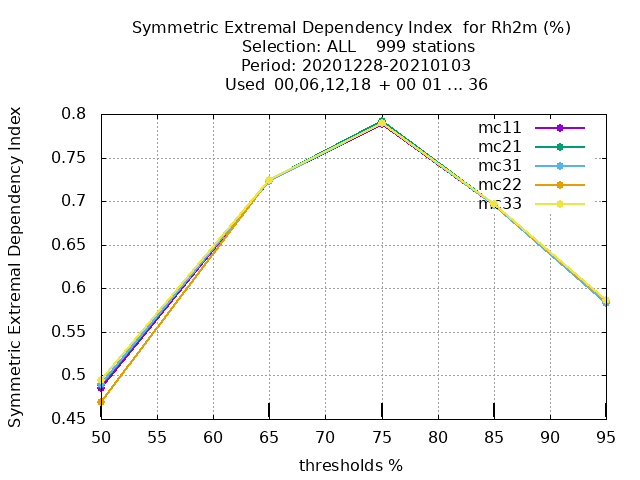 Symmetric Extremal Dependency Index for Rh2m (%)
Selection: ALL 999 stations
Period: 20201228-20210103
Used 00,06,12,18 + 00 01 ... 36
Symmetric Extremal Dependency Index
0.8
0.75
0.7
0.65
0.6
0.55
0.5
0.45
mc11
mc21
mc31
mc22
mc33
50 55 60 65 70 75 80 85 90 95
thresholds %